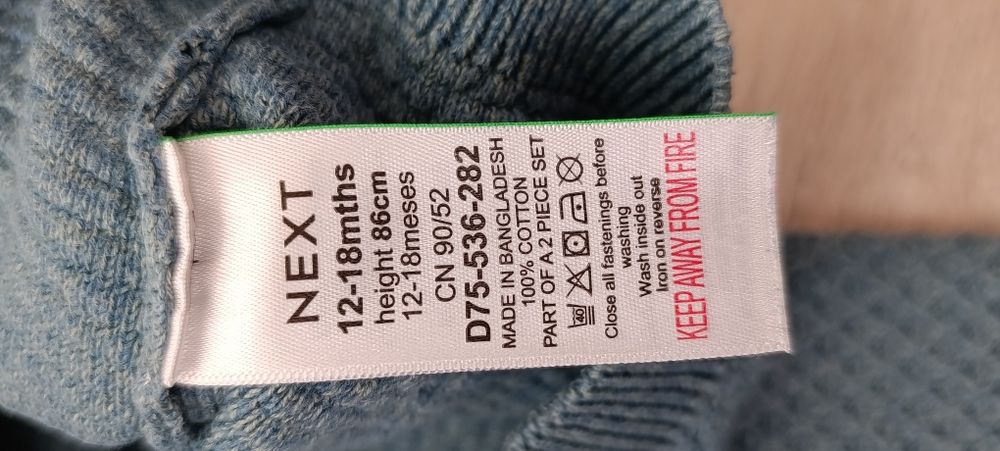 NEXT
12-18mths
height 86cm
12-18meses
CN 90/52
D75-536-282
MADE IN BANGLADESH
100% COTTON
PART OF A 2 PIECE SET
40
Close all fastenings before
washing
Wash inside out
Iron on reverse
KEEP AWAY FROM FIRE